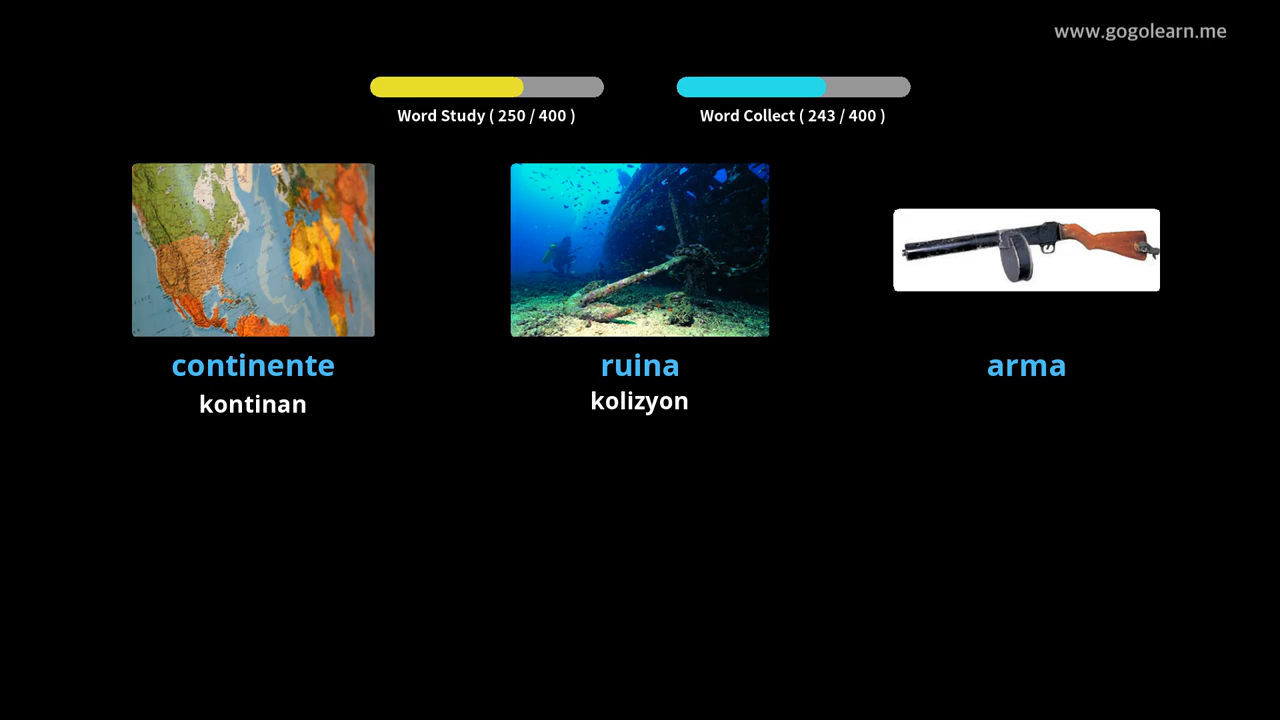 www.gogolearn.me
Word Study ( 250 / 400 )
Word Collect ( 243 / 400 )
continente
kontinan
ruina
kolizyon
arma